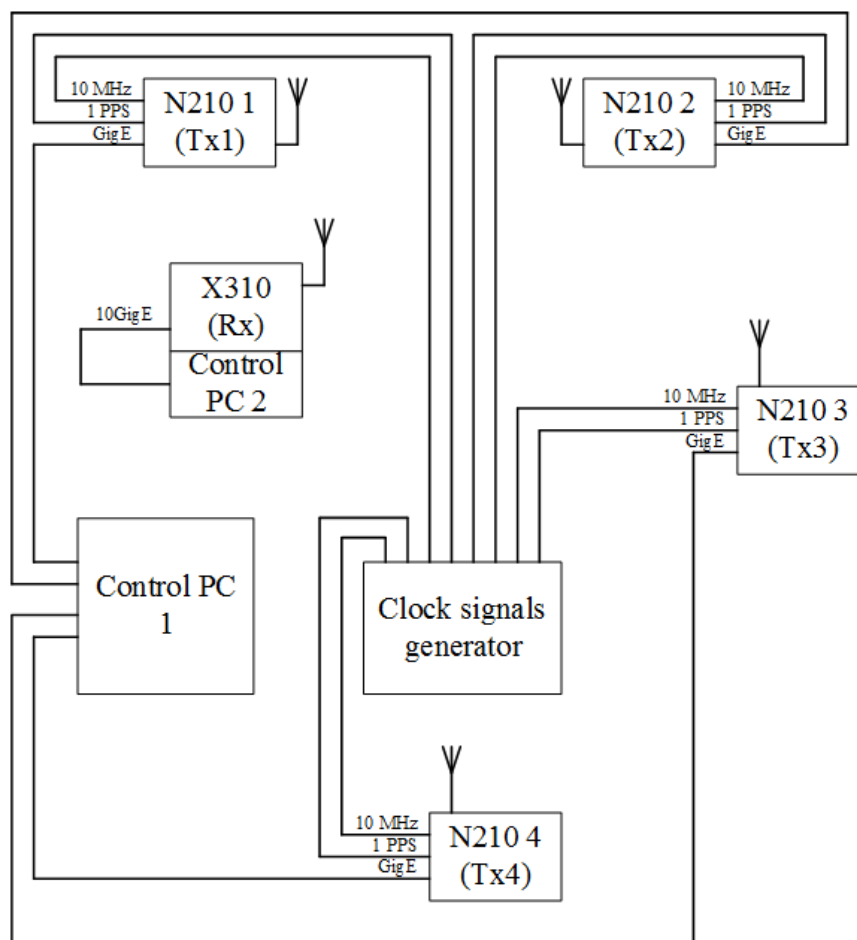 10 MHz
1 PPS
GigE
N210 1
(Tx1)
N210 2
(Tx2)
10 MHz
1 PPS
GigE
10GigE
X310
(Rx)
Control
PC 2
10 MHz
1 PPS
GigE
N210 3
(Tx3)
Control PC
1
Clock signals
generator
10 MHz
1 PPS
GigE
N210 4
(Tx4)